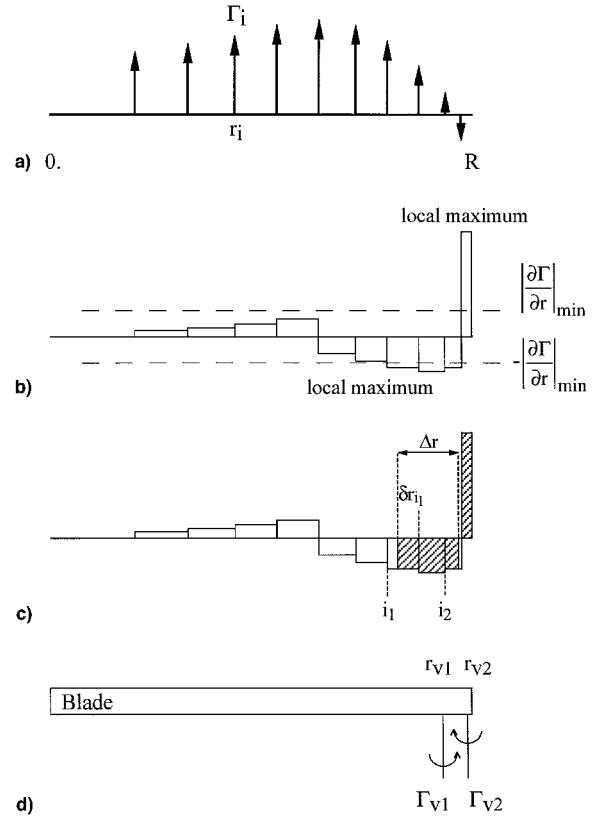 Γi
ri
a) 0.
R
local maximum
|∂Γ/∂r|min
-|∂Γ/∂r|min
local maximum
b)
Δr
δri1
i1
i2
c)
rv1 rv2
Blade
Γv1 Γv2
d)